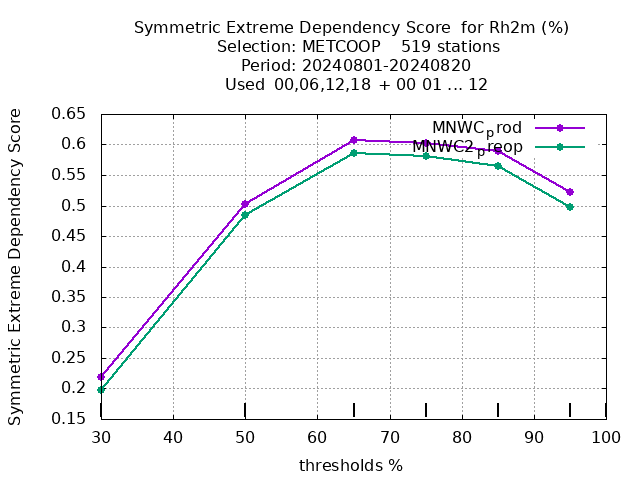 Symmetric Extreme Dependency Score  for Rh2m (%)
Selection: METCOOP    519 stations
Period: 20240801-20240820
Used  00,06,12,18 + 00 01 ... 12
Symmetric Extreme Dependency Score
0.65
0.6
0.55
0.5
0.45
0.4
0.35
0.3
0.25
0.2
0.15
MNWCprod
MNWC2preop
30 40 50 60 70 80 90 100
thresholds %